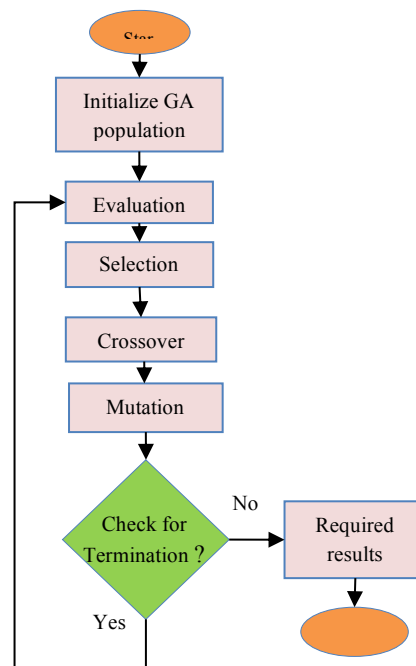 Initialize GA
population
Evaluation
Selection
Crossover
Mutation
Check for
Termination ?
No
Required
results
Yes